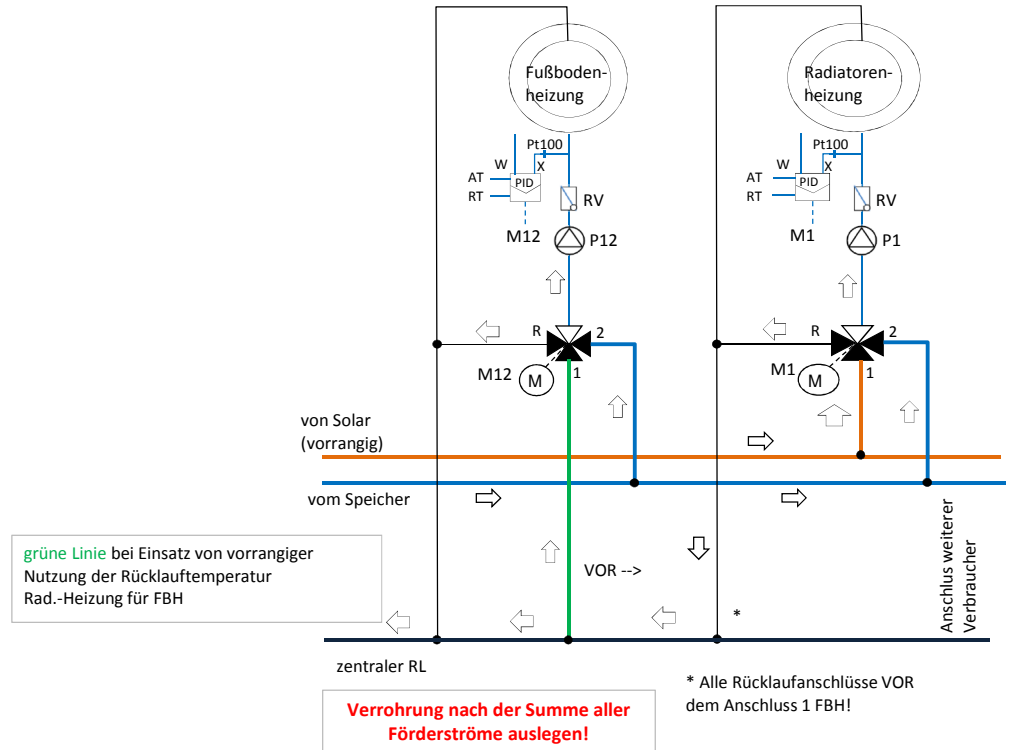 Fußboden-
heizung
Radiatoren-
heizung
Pt100
W
X
AT
PID
RT
RV
M12
P12
Pt100
W
X
AT
PID
RT
RV
M1
P1
R
2
M12
M
1
R
2
M1
M
1
von Solar
(vorrangig)
vom Speicher
grüne Linie bei Einsatz von vorrangiger
Nutzung der Rücklauftemperatur
Rad.-Heizung für FBH
VOR -->
*
Anschlus weiterer
Verbraucher
zentraler RL
Verrohrung nach der Summe aller
Förderströme auslegen!
* Alle Rücklaufanschlüsse VOR
dem Anschluss 1 FBH!